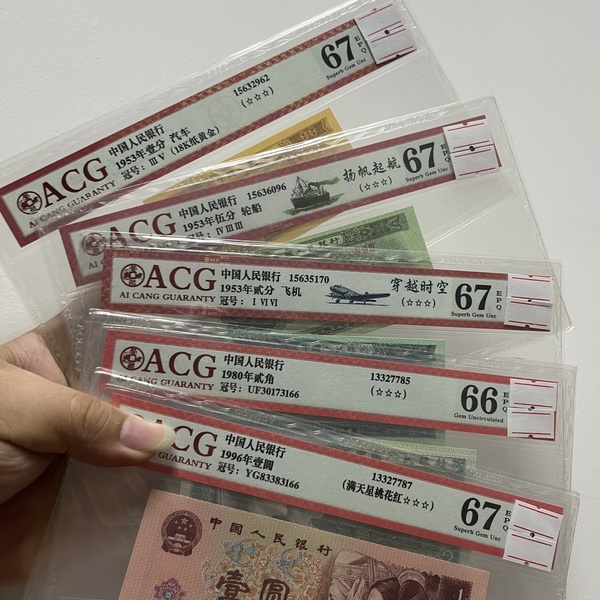 ACG
AI CANG GUARANTY
中国人民银行
1953年壹分 汽车
冠号：ⅢⅤ（18K纸黄金）
15632962
(☆☆☆)
67
EPQ
Superb Gem Unc
ACG
AI CANG GUARANTY
中国人民银行
1953年伍分 轮船
冠号：ⅣⅢⅢ
15636096
扬帆起航
(☆☆☆)
67
EPQ
Superb Gem Unc
ACG
AI CANG GUARANTY
中国人民银行
1953年贰分 飞机
冠号：ⅠⅥⅥ
15635170
穿越时空
(☆☆☆)
67
EPQ
Superb Gem Unc
ACG
AI CANG GUARANTY
中国人民银行
1980年贰角
冠号：UF30173166
13327785
(☆☆☆)
66
EPQ
Gem Uncirculated
ACG
AI CANG GUARANTY
中国人民银行
1996年壹圆
冠号：YG83383166
13327787
(满天星桃花红☆☆☆)
67
EPQ
Superb Gem Unc
中国人民银行
壹圆